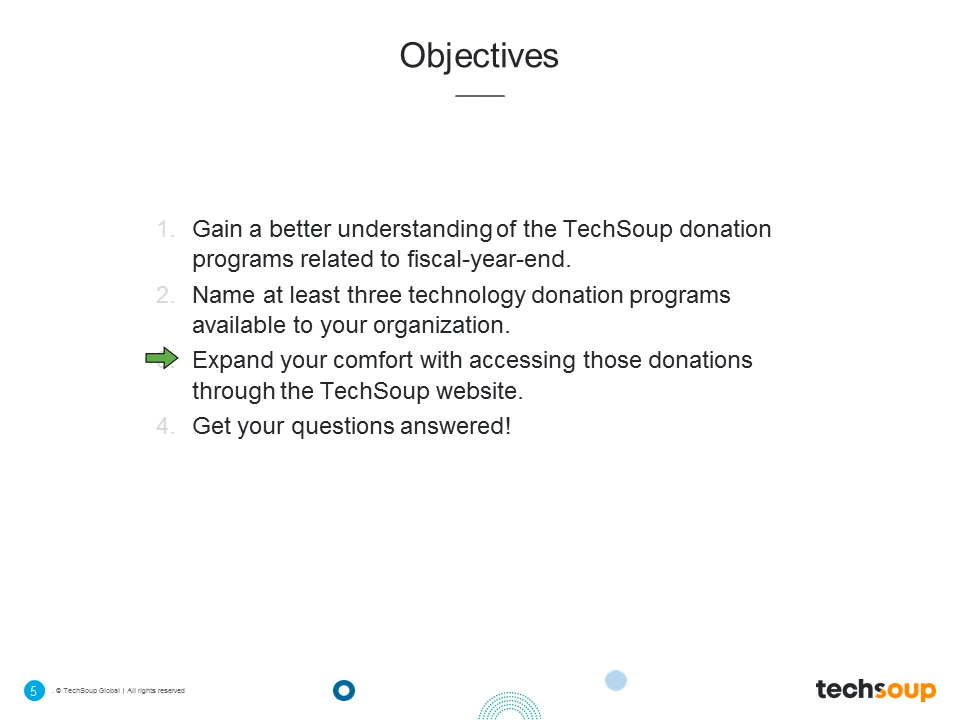 Objectives
1. Gain a better understanding of the TechSoup donation
programs related to fiscal-year-end.
2. Name at least three technology donation programs
available to your organization.
Expand your comfort with accessing those donations
through the TechSoup website.
4. Get your questions answered!
5
. © TechSoup Global | All rights reserved
techsoup